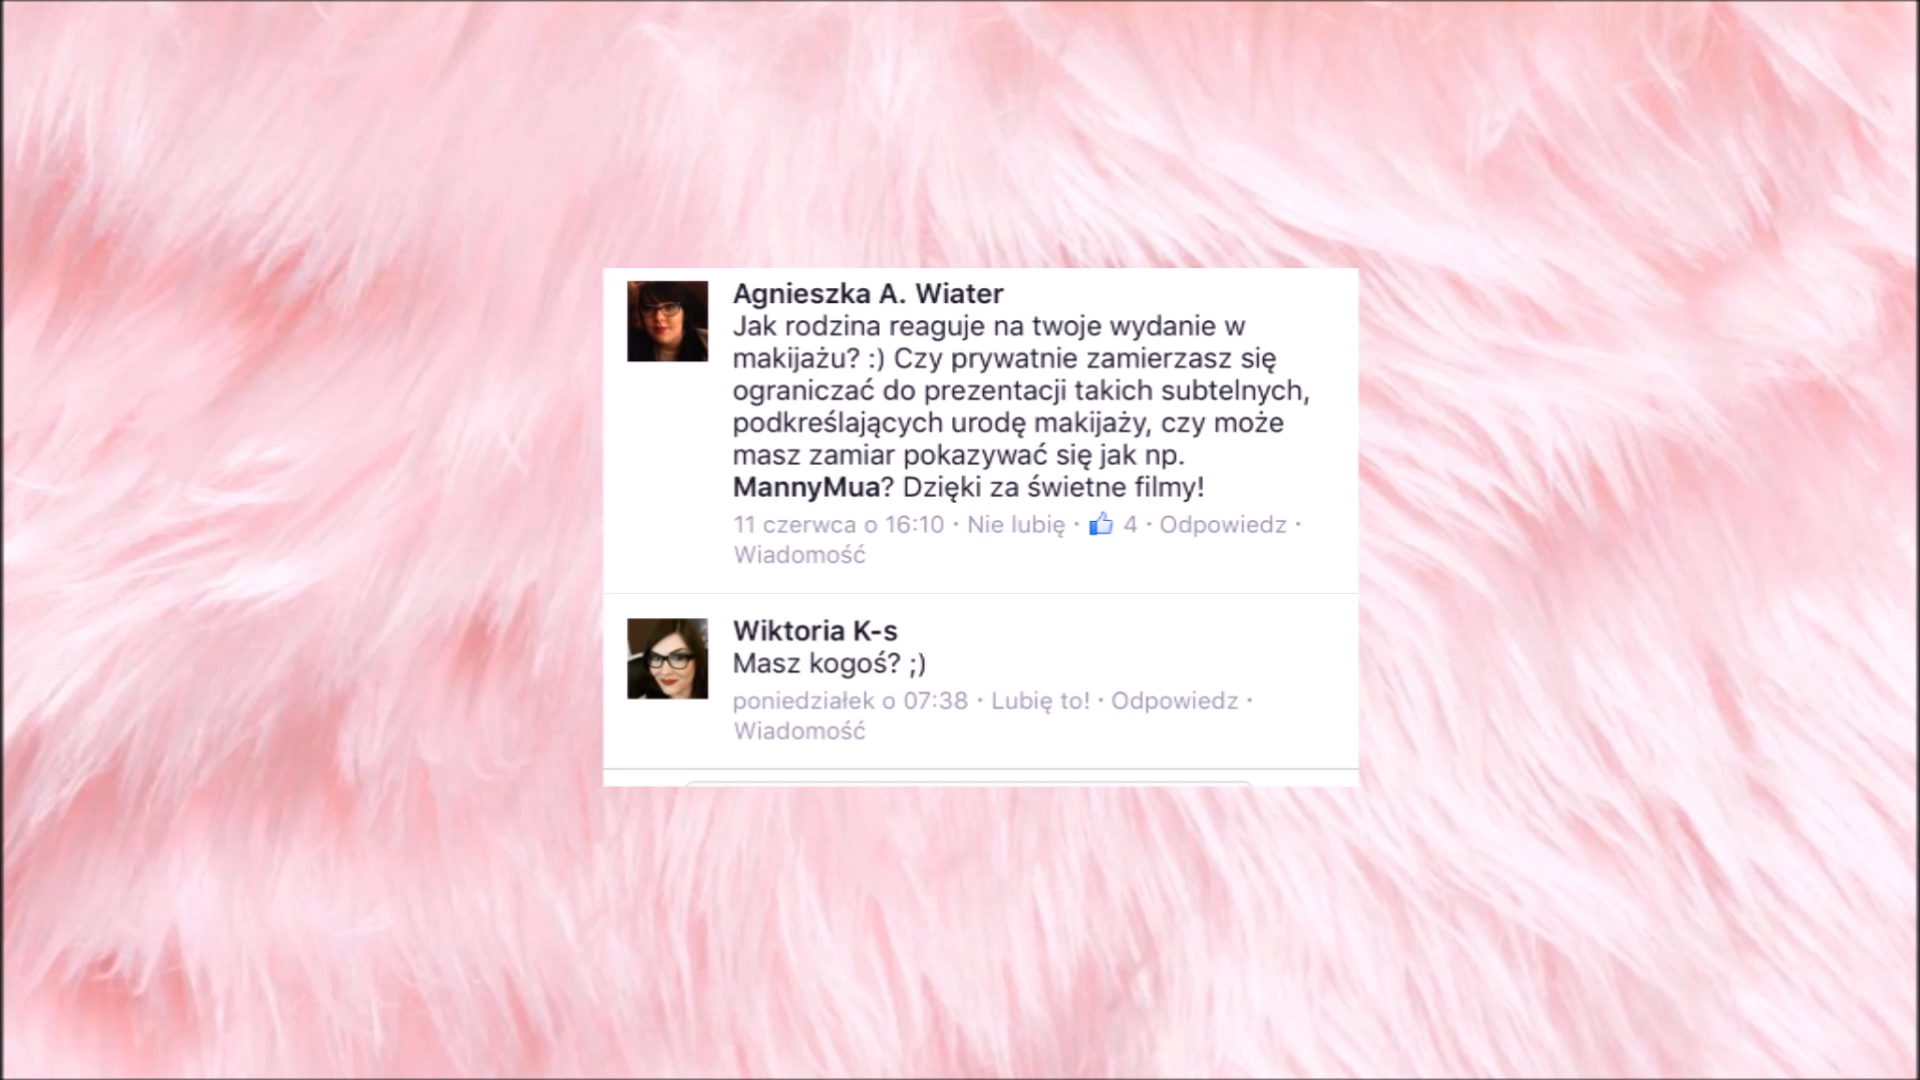 Agnieszka A. Wiater
Jak rodzina reaguje na twoje wydanie w
makijażu? :) Czy prywatnie zamierzasz się
ograniczać do prezentacji takich subtelnych,
podkreślających urodę makijaży, czy może
masz zamiar pokazywać się jak np.
MannyMua? Dzięki za świetne filmy!
11 czerwca o 16:10 · Nie lubię · 4 · Odpowiedz ·
Wiadomość
Wiktoria K-s
Masz kogoś? ;)
poniedziałek o 07:38 · Lubię to! · Odpowiedz ·
Wiadomość